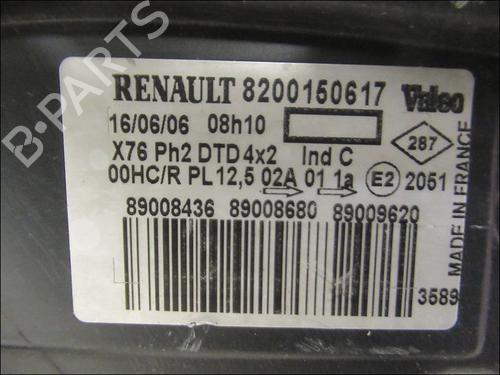 B-PARTS
RENAULT 8200150617 Valeo
16/06/06 08h10
X76 Ph2 DTD 4x2 Ind C 287
00HC/R PL 12,5 02A 01 1a E2 2051
89008436 89008680 89009620
3589
MADE IN FRANCE